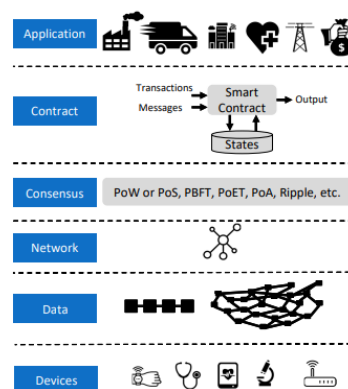 Application
$
Contract
Transactions
Messages
Smart
Contract
Output
States
Consensus
PoW or PoS, PBFT, PoET, PoA, Ripple, etc.
Network
Data
Devices